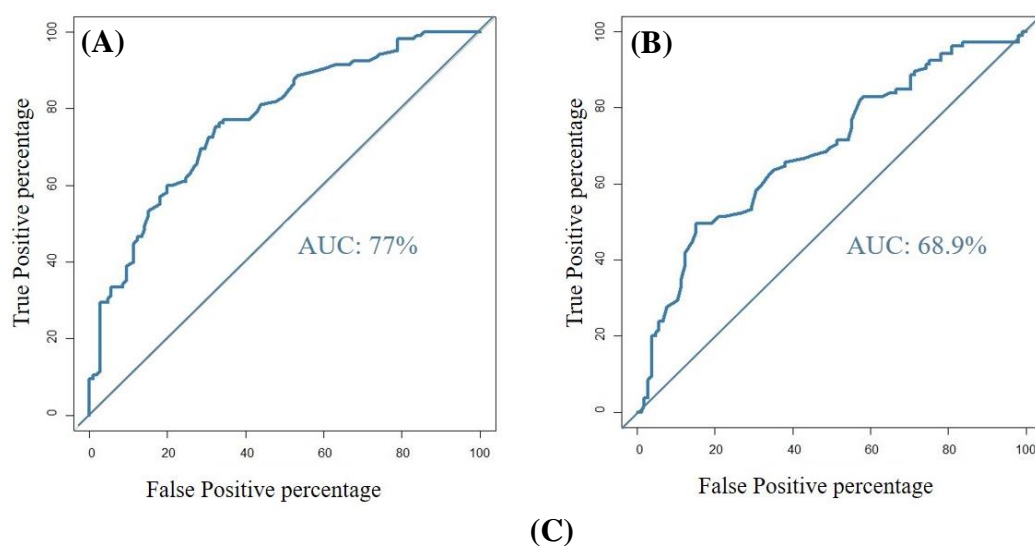 (A)
100
80
60
40
20
0
True Positive percentage
AUC: 77%
0 20 40 60 80 100
False Positive percentage
(B)
100
80
60
40
20
0
True Positive percentage
AUC: 68.9%
0 20 40 60 80 100
False Positive percentage
(C)